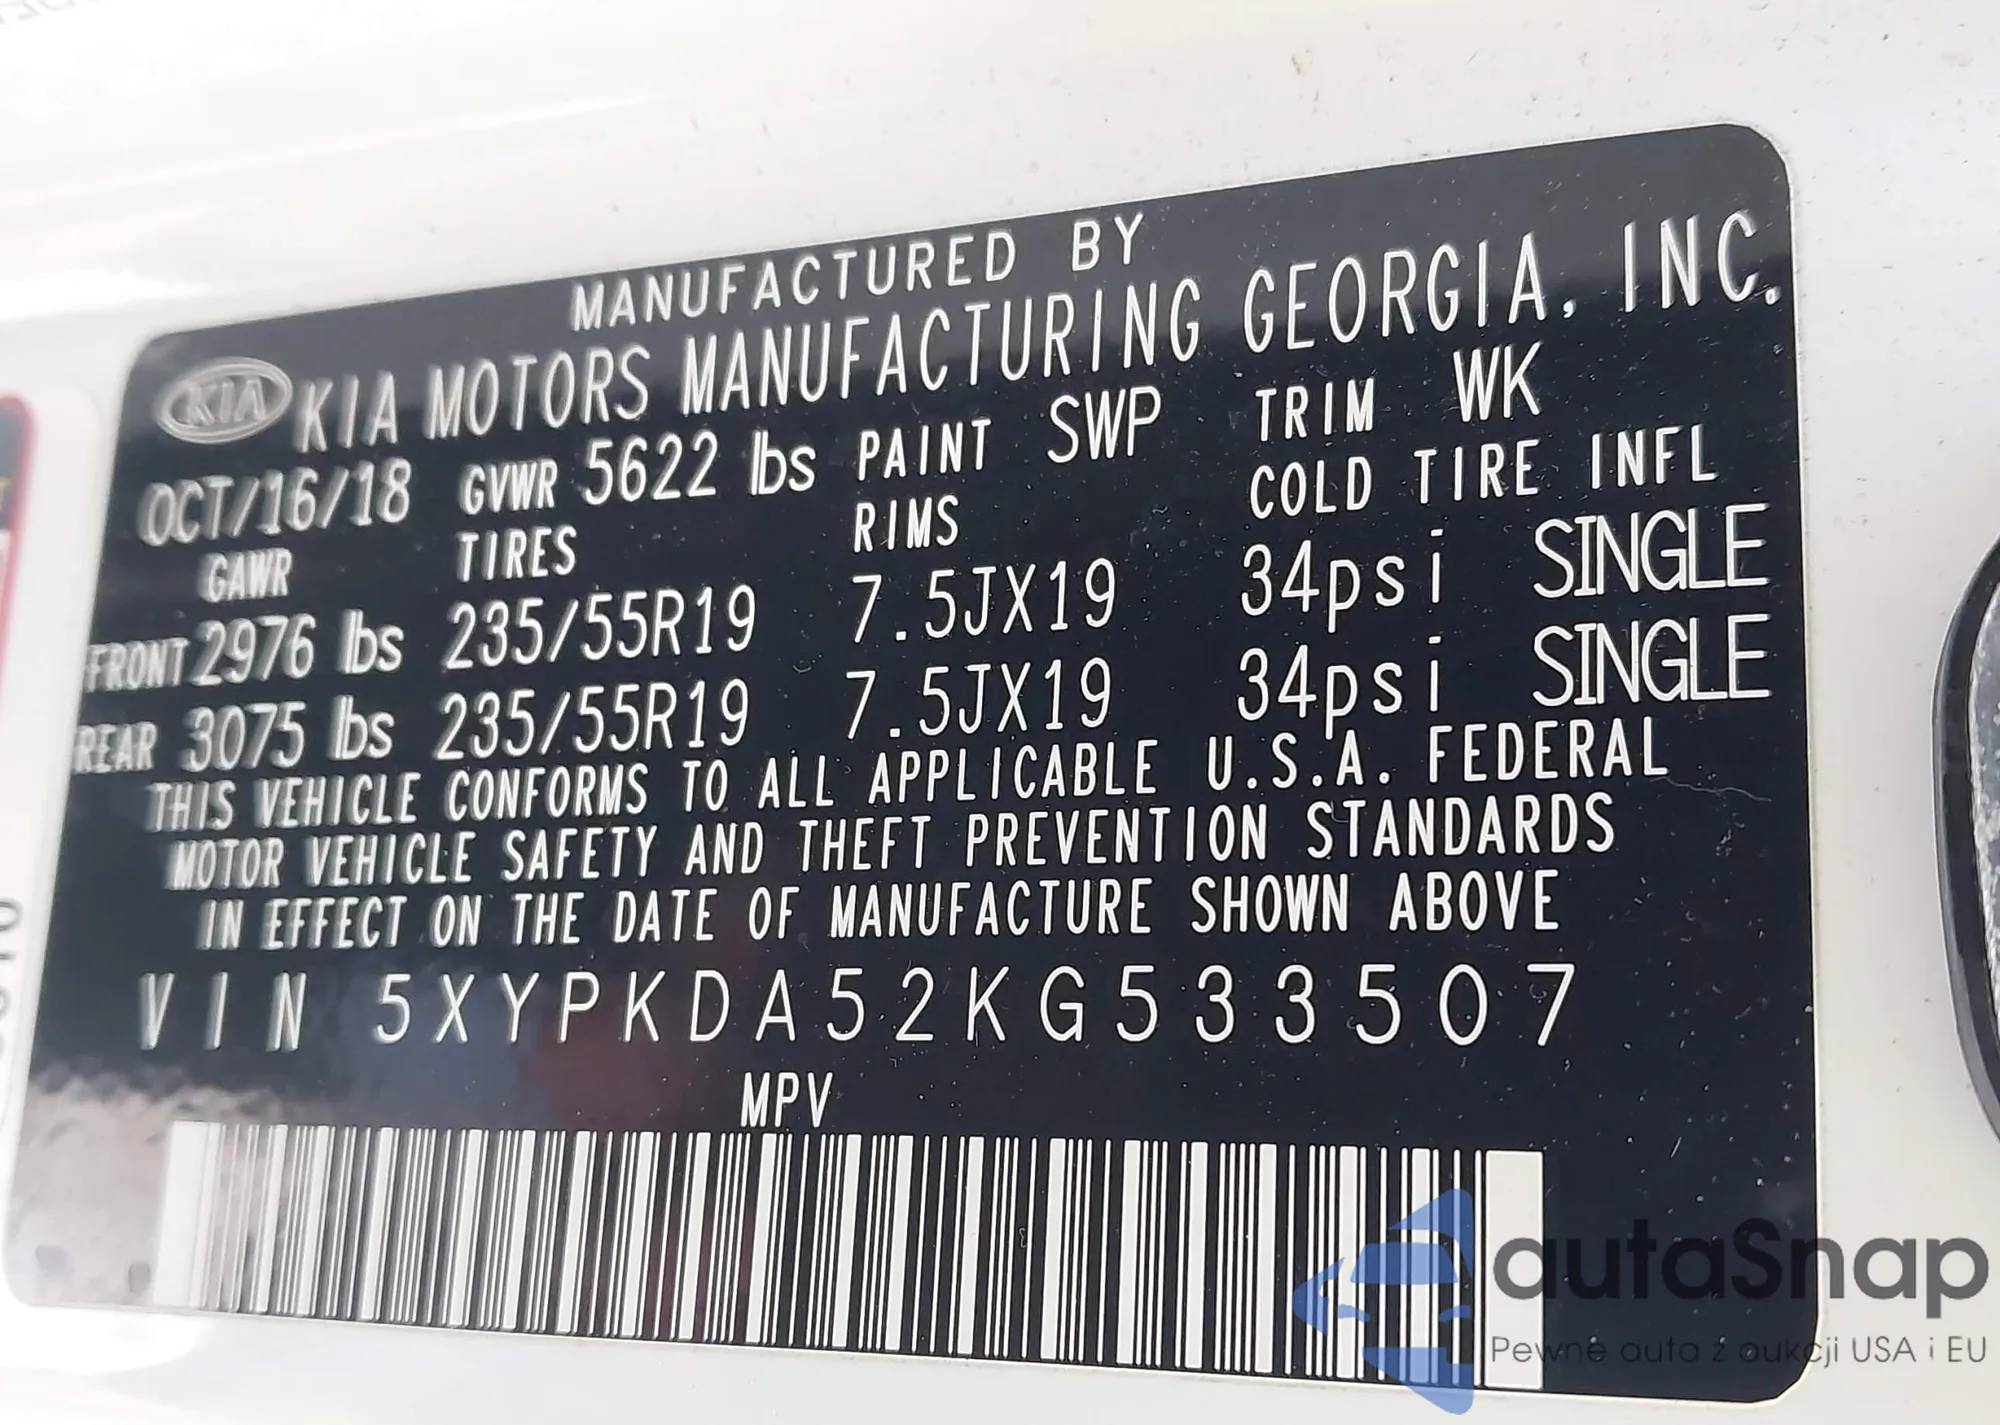 MANUFACTURED BY
KIA KIA MOTORS MANUFACTURING GEORGIA, INC.
OCT/16/18 GVWR 5622 lbs PAINT SWP TRIM WK
GAWR TIRES RIMS COLD TIRE INFL
FRONT 2976 lbs 235/55R19 7.5JX19 34psi SINGLE
REAR 3075 lbs 235/55R19 7.5JX19 34psi SINGLE
THIS VEHICLE CONFORMS TO ALL APPLICABLE U.S.A. FEDERAL
MOTOR VEHICLE SAFETY AND THEFT PREVENTION STANDARDS
IN EFFECT ON THE DATE OF MANUFACTURE SHOWN ABOVE
VIN 5XYPKDA52KG533507
MPV
autaSnap
Pewne auta z aukcji USA i EU